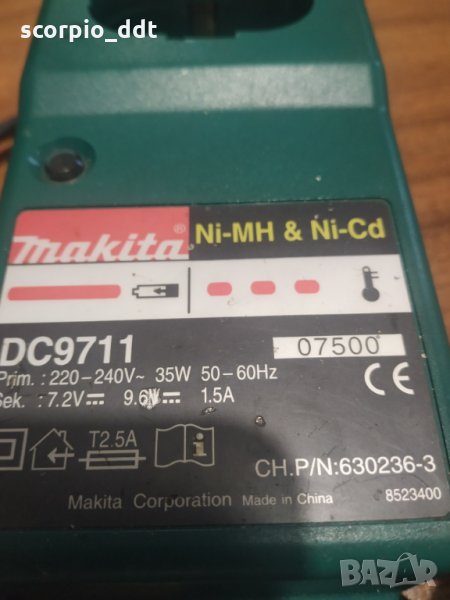 scorpio_ddt
makita®
Ni-MH & Ni-Cd
DC9711
07500
Prim. : 220-240V~ 35W 50-60Hz
Sek. : 7.2V⎓ 9.6V⎓ 1.5A
CE
T2.5A
CH.P/N:630236-3
Makita Corporation Made in China 8523400
BAZAR